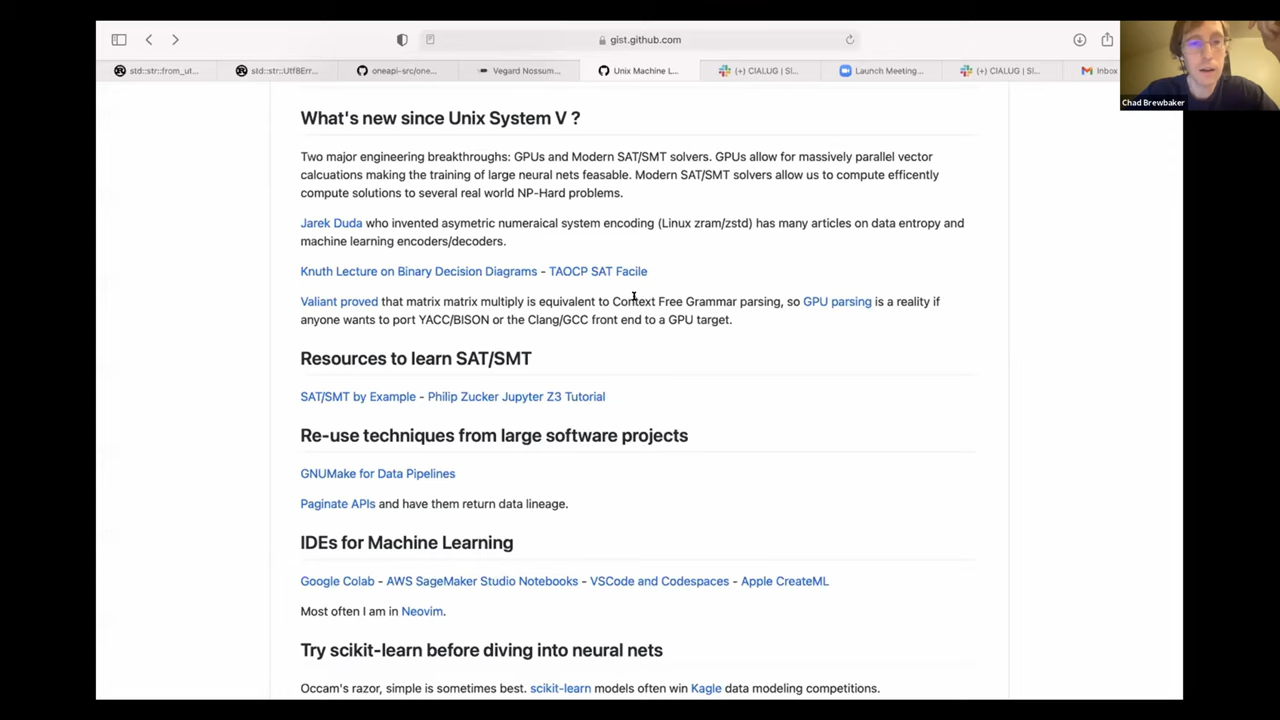 gist.github.com
std::str::from_ut...
std::str::Utf8Err...
oneapi-src/one...
Vegard Nossum...
Unix Machine L...
(+) CIALUG | Sl...
Launch Meeting...
(+) CIALUG | Sl...
Inbox
Chad Brewbaker
What's new since Unix System V ?
Two major engineering breakthroughs: GPUs and Modern SAT/SMT solvers. GPUs allow for massively parallel vector
calcuations making the training of large neural nets feasable. Modern SAT/SMT solvers allow us to compute efficently
compute solutions to several real world NP-Hard problems.
Jarek Duda who invented asymetric numeraical system encoding (Linux zram/zstd) has many articles on data entropy and
machine learning encoders/decoders.
Knuth Lecture on Binary Decision Diagrams - TAOCP SAT Facile
Valiant proved that matrix matrix multiply is equivalent to Context Free Grammar parsing, so GPU parsing is a reality if
anyone wants to port YACC/BISON or the Clang/GCC front end to a GPU target.
Resources to learn SAT/SMT
SAT/SMT by Example - Philip Zucker Jupyter Z3 Tutorial
Re-use techniques from large software projects
GNUMake for Data Pipelines
Paginate APIs and have them return data lineage.
IDEs for Machine Learning
Google Colab - AWS SageMaker Studio Notebooks - VSCode and Codespaces - Apple CreateML
Most often I am in Neovim.
Try scikit-learn before diving into neural nets
Occam's razor, simple is sometimes best. scikit-learn models often win Kagle data modeling competitions.